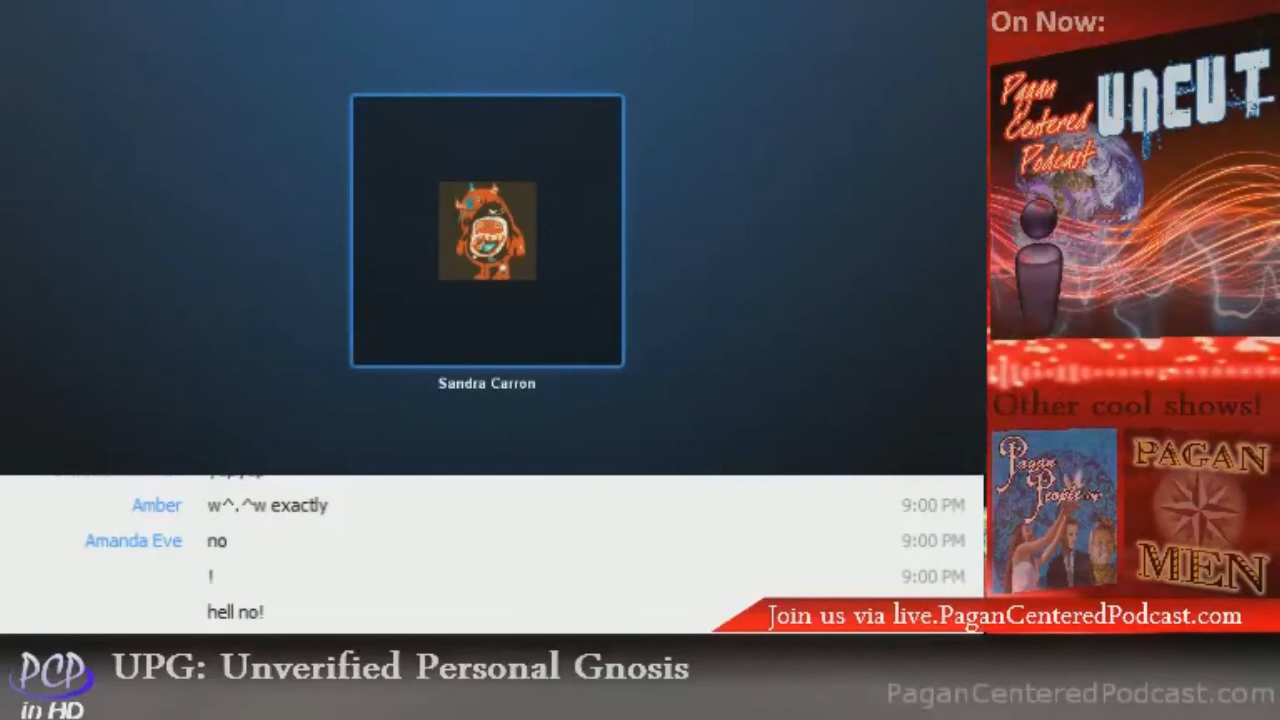 On Now:
Pagan
Centered
Podcast
UNCUT
Sandra Carron
Other cool shows!
Pagan
People
PAGAN
MEN
Amber w^,^w exactly 9:00 PM
Amanda Eve no 9:00 PM
! 9:00 PM
hell no!
Join us via live.PaganCenteredPodcast.com
PCP
in HD
UPG: Unverified Personal Gnosis
PaganCenteredPodcast.com